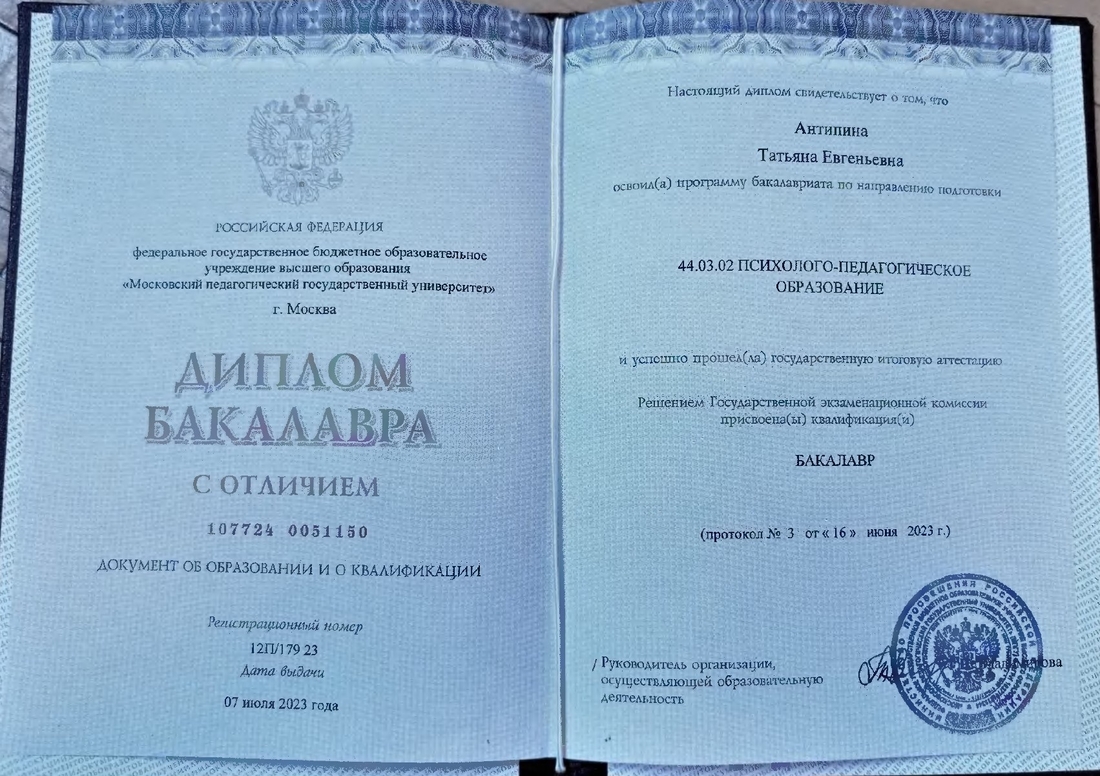 РОССИЙСКАЯ ФЕДЕРАЦИЯ
федеральное государственное бюджетное образовательное
учреждение высшего образования
«Московский педагогический государственный университет»
г. Москва
ДИПЛОМ
БАКАЛАВРА
С ОТЛИЧИЕМ
107724 0051150
ДОКУМЕНТ ОБ ОБРАЗОВАНИИ И О КВАЛИФИКАЦИИ
Регистрационный номер
12П/179 23
Дата выдачи
07 июля 2023 года
Настоящий диплом свидетельствует о том, что
Антипина
Татьяна Евгеньевна
освоил(а) программу бакалавриата по направлению подготовки
44.03.02 ПСИХОЛОГО-ПЕДАГОГИЧЕСКОЕ
ОБРАЗОВАНИЕ
и успешно прошел(ла) государственную итоговую аттестацию
Решением Государственной экзаменационной комиссии
присвоена(ы) квалификация(и)
БАКАЛАВР
(протокол № 3 от « 16 » июня 2023 г.)
/ Руководитель организации,
осуществляющей образовательную
деятельность